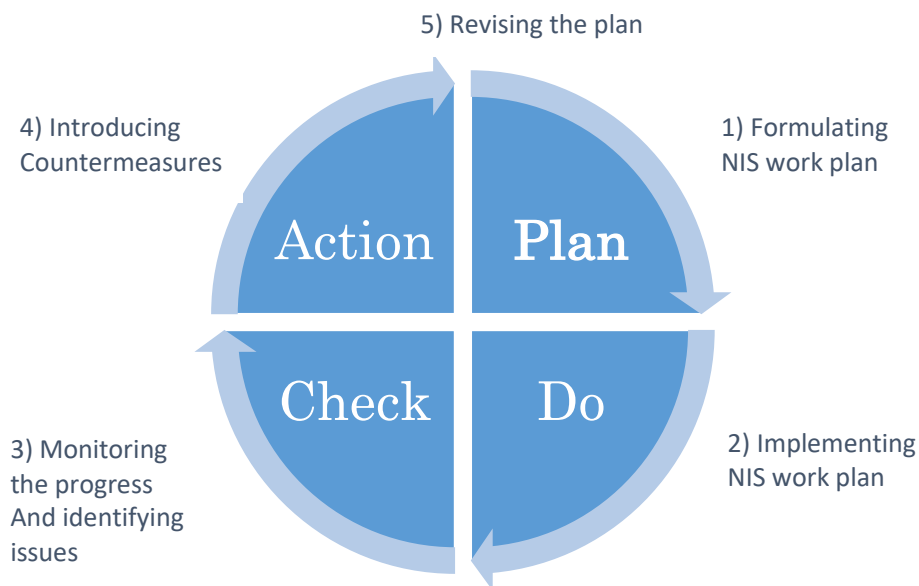 5) Revising the plan
4) Introducing
Countermeasures
1) Formulating
NIS work plan
Action
Plan
Check
Do
3) Monitoring
the progress
And identifying
issues
2) Implementing
NIS work plan